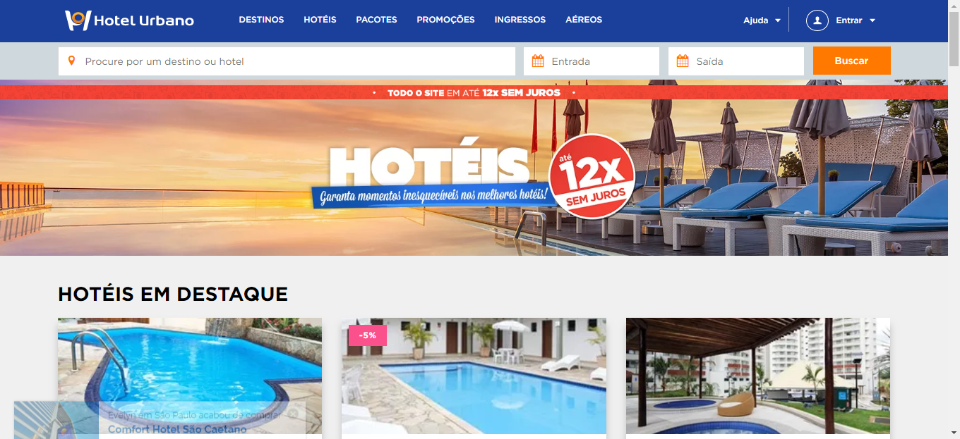 Hotel Urbano
DESTINOS HOTÉIS PACOTES PROMOÇÕES INGRESSOS AÉREOS
Ajuda Entrar
Procure por um destino ou hotel
Entrada
Saída
Buscar
• TODO O SITE EM ATÉ 12x SEM JUROS •
HOTÉIS
Garanta momentos inesquecíveis nos melhores hotéis!
até
12x
SEM JUROS
HOTÉIS EM DESTAQUE
-5%
Evelyn em São Paulo acabou de comprar
Comfort Hotel São Caetano